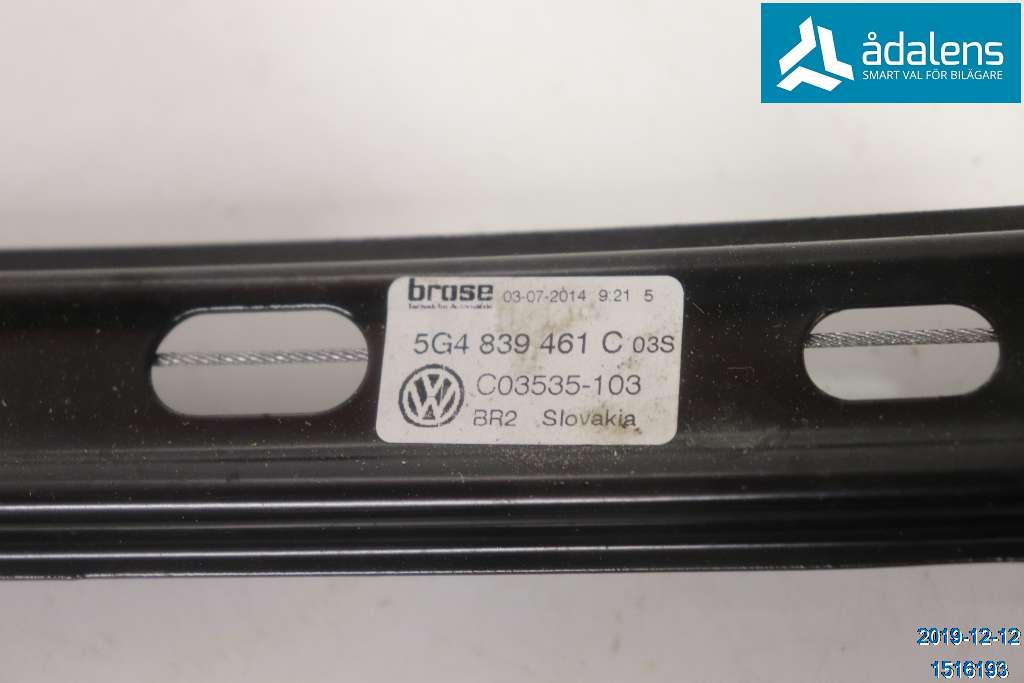 ådalens
SMART VAL FÖR BILÄGARE
brose 03-07-2014 9:21 5
5G4 839 461 C 03S
C03535-103
BR2 Slovakia
2019-12-12
1516193